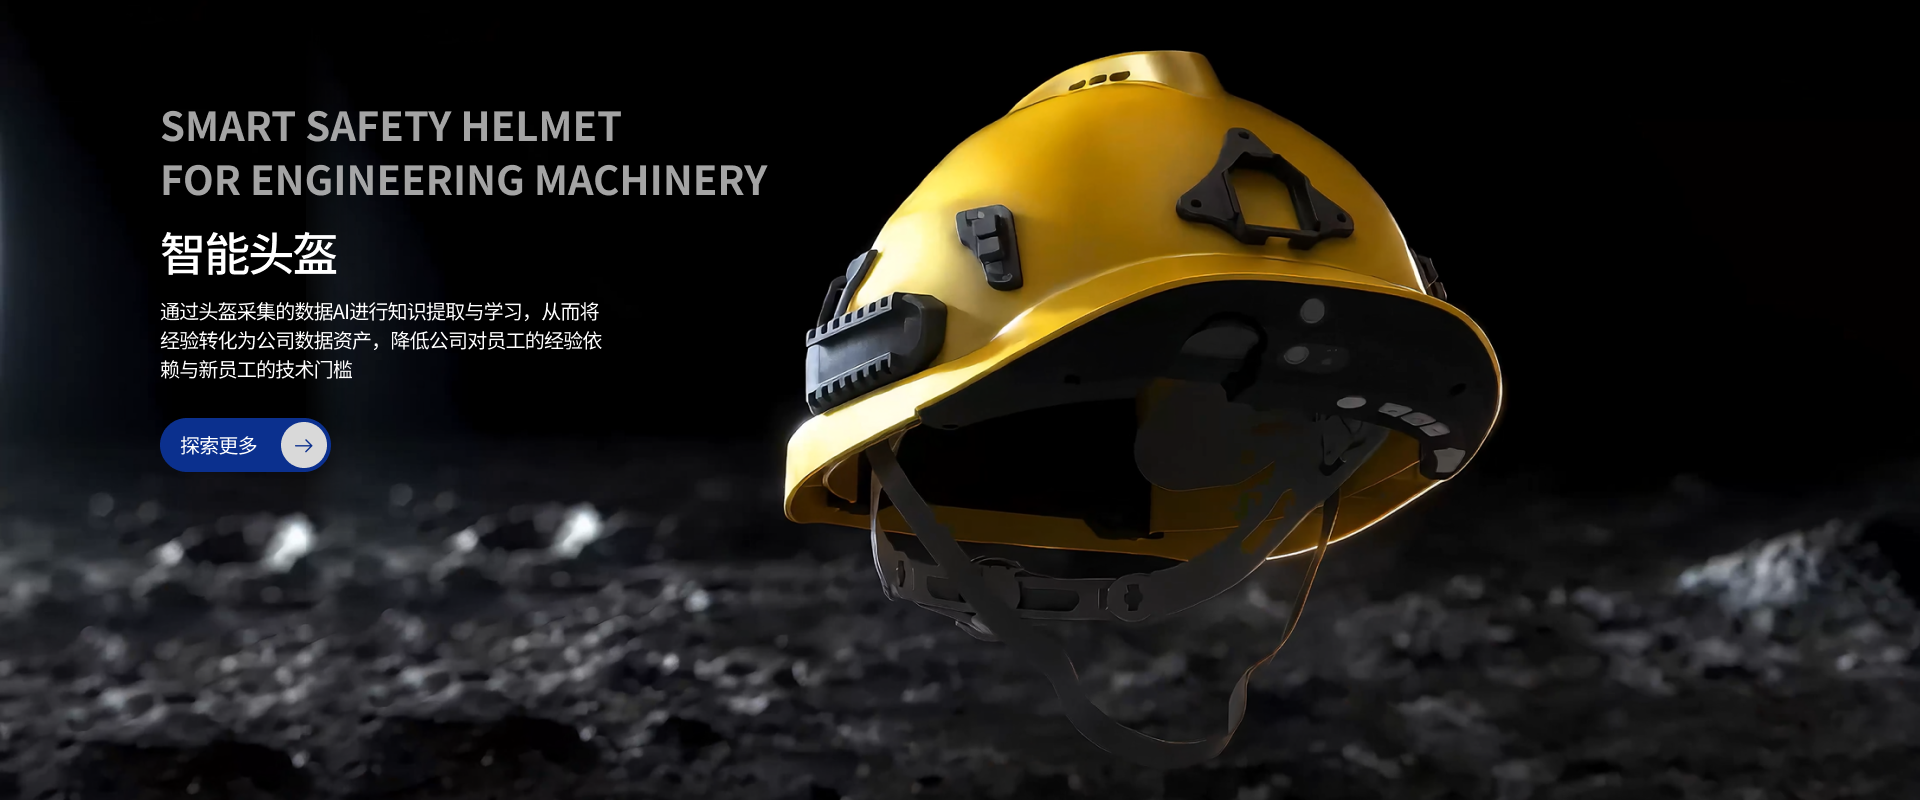 SMART SAFETY HELMET
FOR ENGINEERING MACHINERY
智能头盔
通过头盔采集的数据AI进行知识提取与学习，从而将
经验转化为公司数据资产，降低公司对员工的经验依
赖与新员工的技术门槛
探索更多